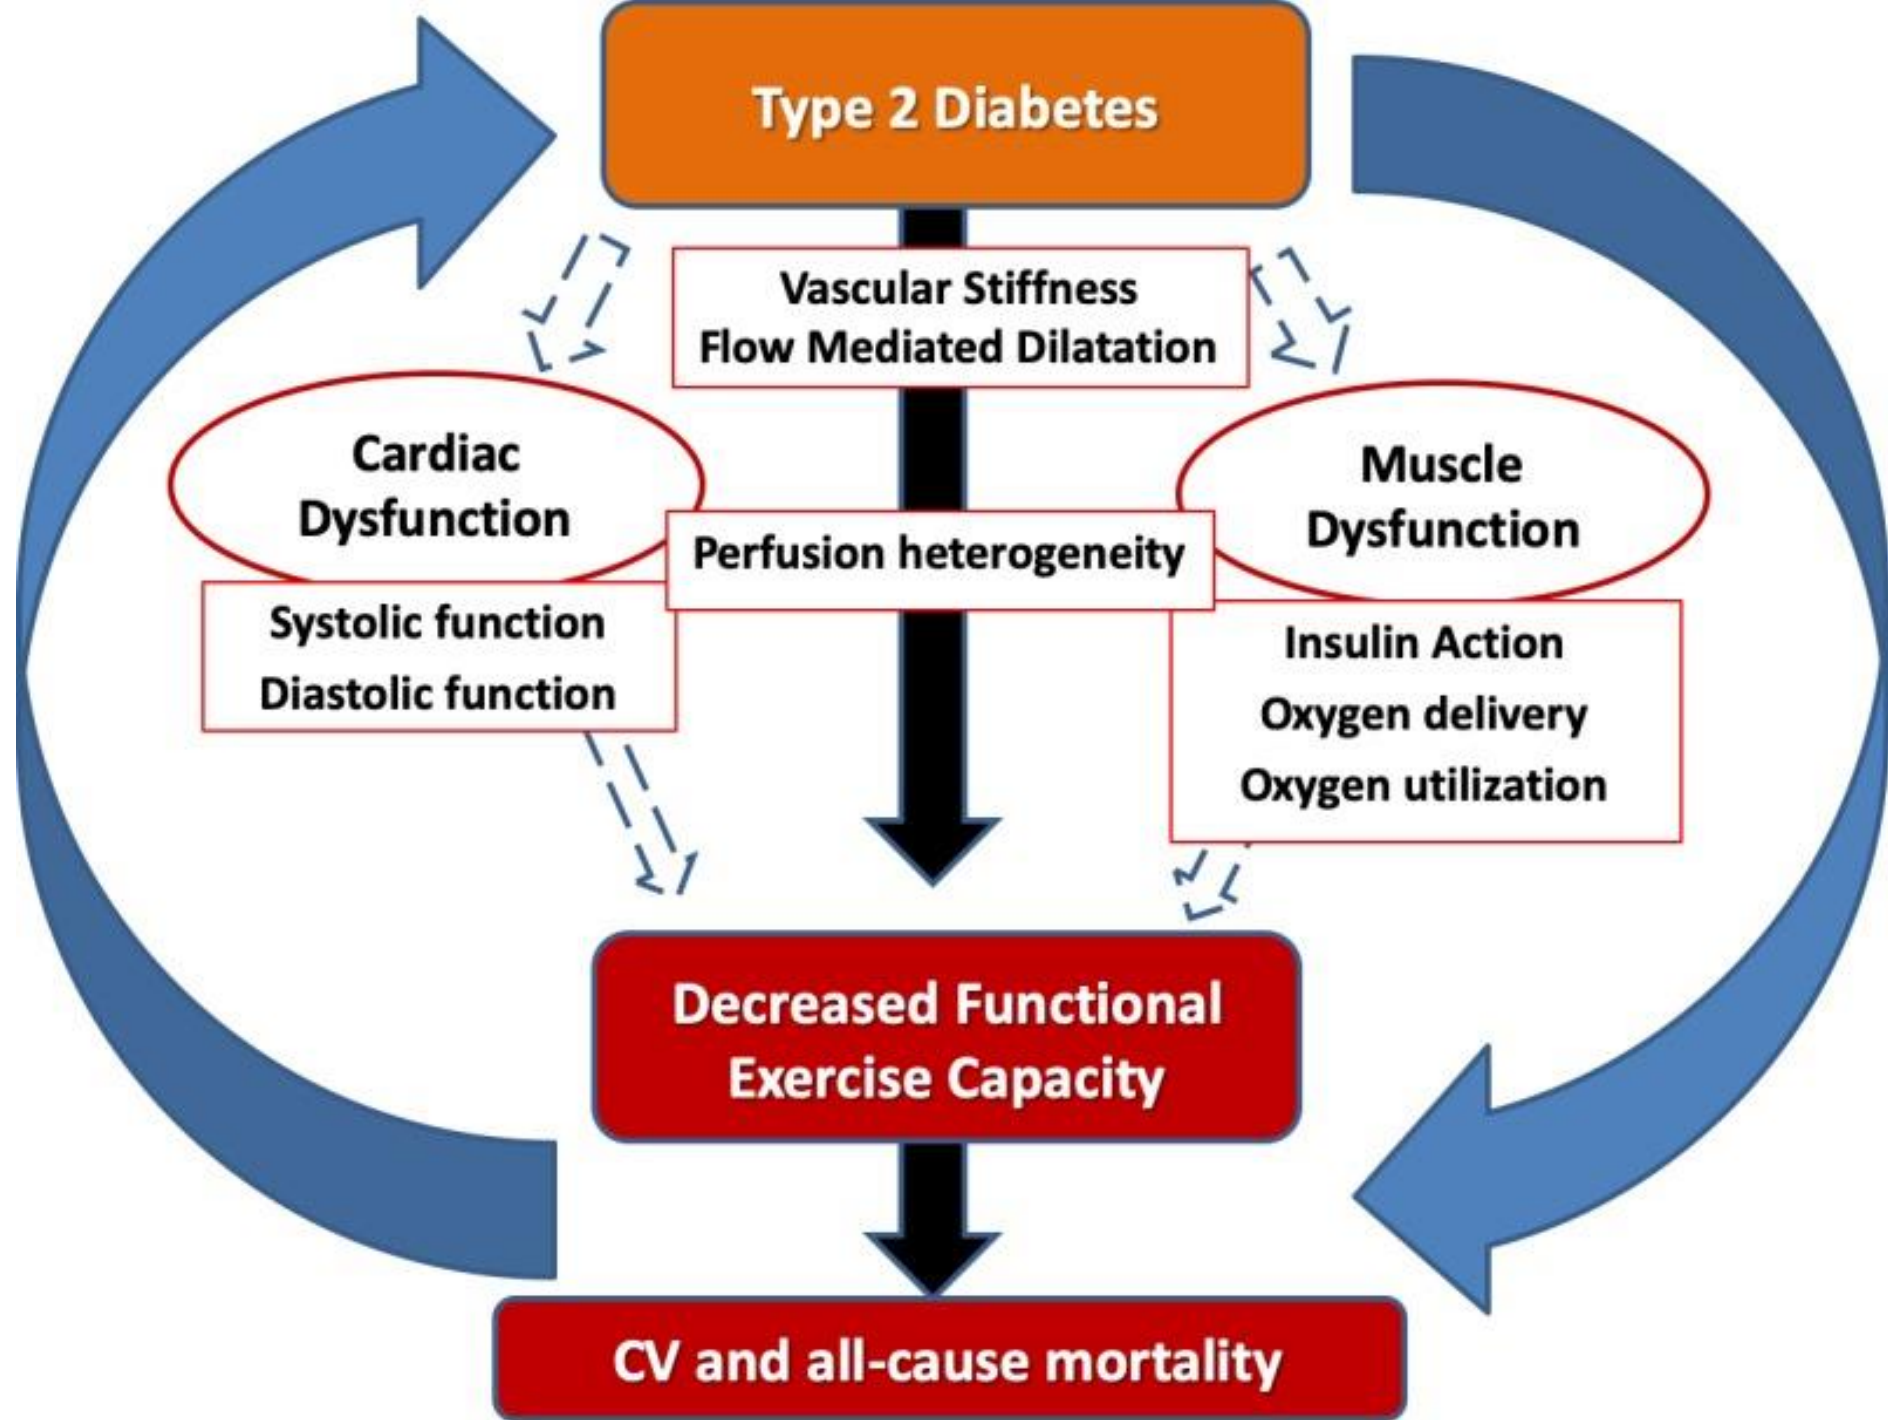 Type 2 Diabetes
Vascular Stiffness
Flow Mediated Dilatation
Cardiac
Dysfunction
Muscle
Dysfunction
Perfusion heterogeneity
Systolic function
Diastolic function
Insulin Action
Oxygen delivery
Oxygen utilization
Decreased Functional
Exercise Capacity
CV and all-cause mortality